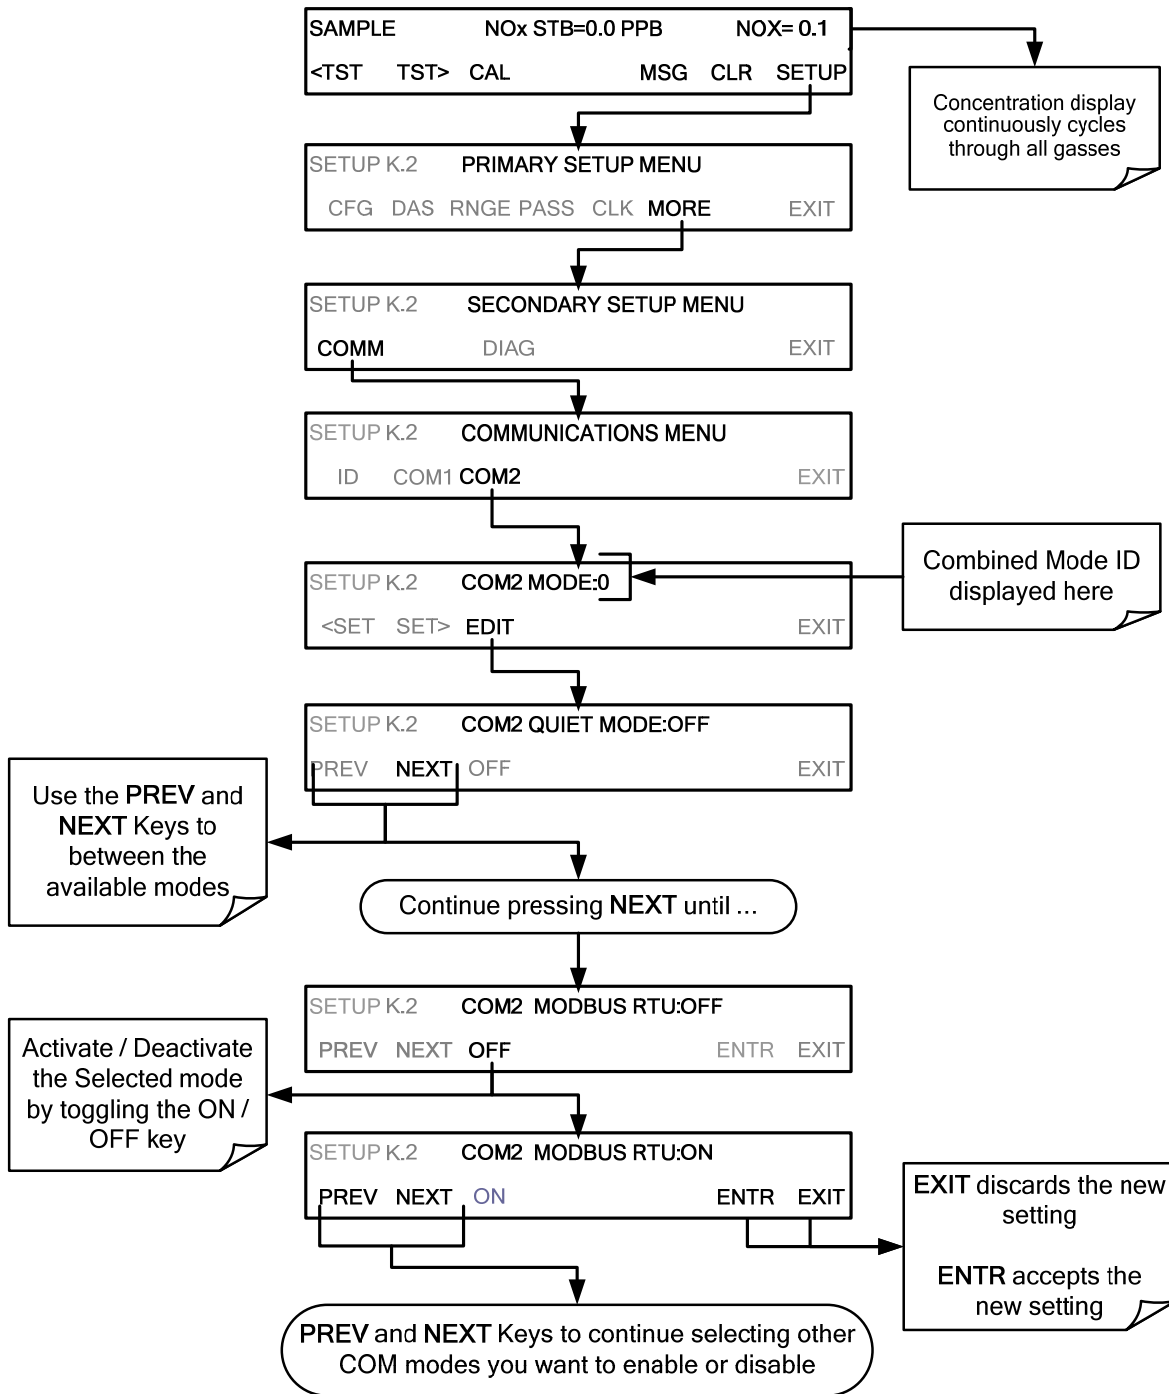 SAMPLE NOx STB=0.0 PPB NOX= 0.1
<TST TST> CAL MSG CLR SETUP
Concentration display
continuously cycles
through all gasses
SETUP K.2 PRIMARY SETUP MENU
CFG DAS RNGE PASS CLK MORE EXIT
SETUP K.2 SECONDARY SETUP MENU
COMM DIAG EXIT
SETUP K.2 COMMUNICATIONS MENU
ID COM1 COM2 EXIT
SETUP K.2 COM2 MODE:0
<SET SET> EDIT EXIT
Combined Mode ID
displayed here
SETUP K.2 COM2 QUIET MODE:OFF
PREV NEXT OFF EXIT
Use the PREV and
NEXT Keys to
between the
available modes
Continue pressing NEXT until ...
SETUP K.2 COM2 MODBUS RTU:OFF
PREV NEXT OFF ENTR EXIT
Activate / Deactivate
the Selected mode
by toggling the ON /
OFF key
SETUP K.2 COM2 MODBUS RTU:ON
PREV NEXT ON ENTR EXIT
EXIT discards the new
setting
ENTR accepts the
new setting
PREV and NEXT Keys to continue selecting other
COM modes you want to enable or disable